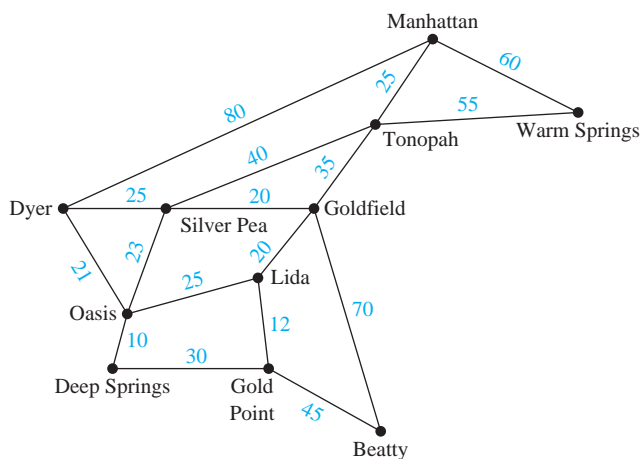 Manhattan
60
25
80
55
Tonopah
Warm Springs
40
35
25
20
Dyer
Silver Pea
Goldfield
23
20
21
25
Lida
Oasis
70
10
12
30
Deep Springs
Gold
Point
45
Beatty